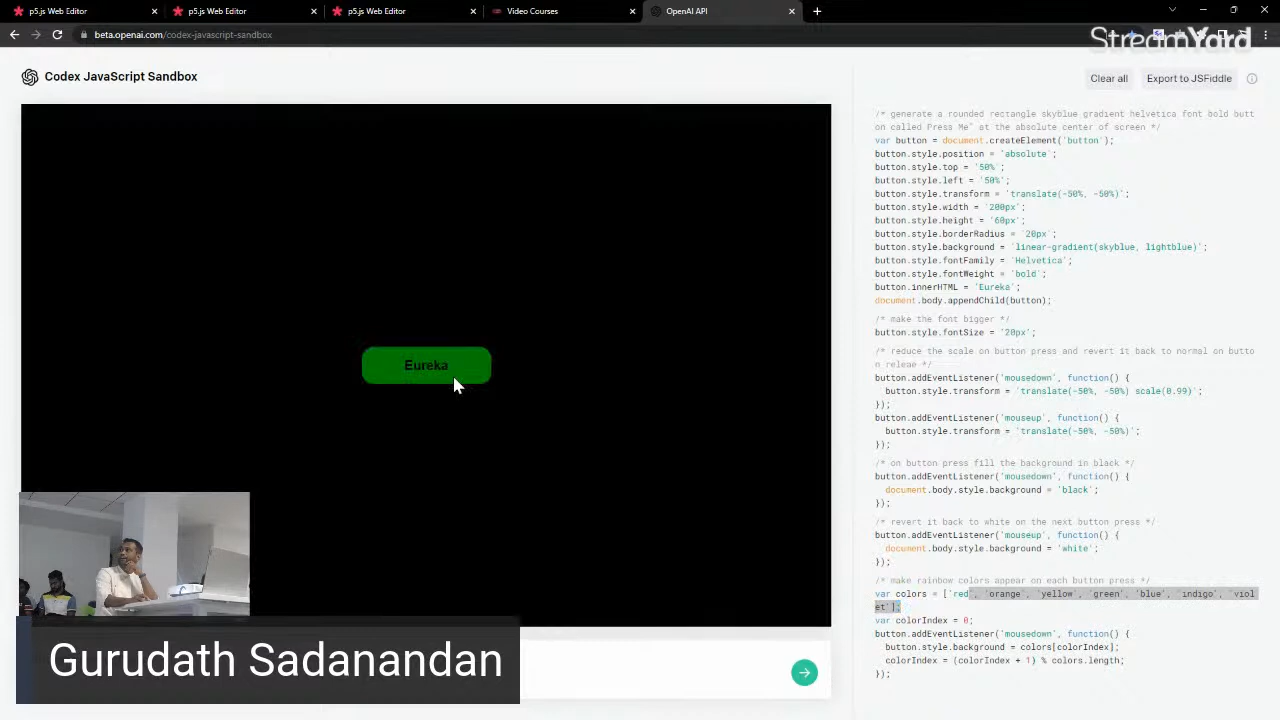 p5.js Web Editor
p5.js Web Editor
p5.js Web Editor
Video Courses
OpenAI API
beta.openai.com/codex-javascript-sandbox
StreamYard
Codex JavaScript Sandbox
Clear all
Export to JSFiddle
Eureka
/* generate a rounded rectangle skyblue gradient helvetica font bold butt
on called Press Me` at the absolute center of screen */
var button = document.createElement('button');
button.style.position = 'absolute';
button.style.top = '50%';
button.style.left = '50%';
button.style.transform = 'translate(-50%, -50%)';
button.style.width = '200px';
button.style.height = '60px';
button.style.borderRadius = '20px';
button.style.background = 'linear-gradient(skyblue, lightblue)';
button.style.fontFamily = 'Helvetica';
button.style.fontWeight = 'bold';
button.innerHTML = 'Eureka';
document.body.appendChild(button);
/* make the font bigger */
button.style.fontSize = '20px';
/* reduce the scale on button press and revert it back to normal on butto
n releae */
button.addEventListener('mousedown', function() {
button.style.transform = 'translate(-50%, -50%) scale(0.99)';
});
button.addEventListener('mouseup', function() {
button.style.transform = 'translate(-50%, -50%)';
});
/* on button press fill the background in black */
button.addEventListener('mousedown', function() {
document.body.style.background = 'black';
});
/* revert it back to white on the next button press */
button.addEventListener('mouseup', function() {
document.body.style.background = 'white';
});
/* make rainbow colors appear on each button press */
var colors = ['red', 'orange', 'yellow', 'green', 'blue', 'indigo', 'viol
et'];
var colorIndex = 0;
button.addEventListener('mousedown', function() {
button.style.background = colors[colorIndex];
colorIndex = (colorIndex + 1) % colors.length;
});
Gurudath Sadanandan